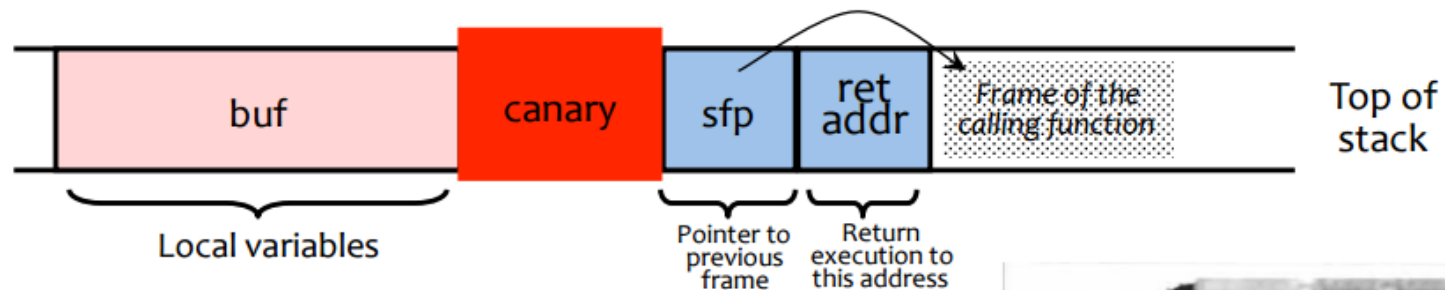 buf
canary
sfp
ret
addr
Frame of the
calling function
Top of
stack
Local variables
Pointer to
previous
frame
Return
execution to
this address